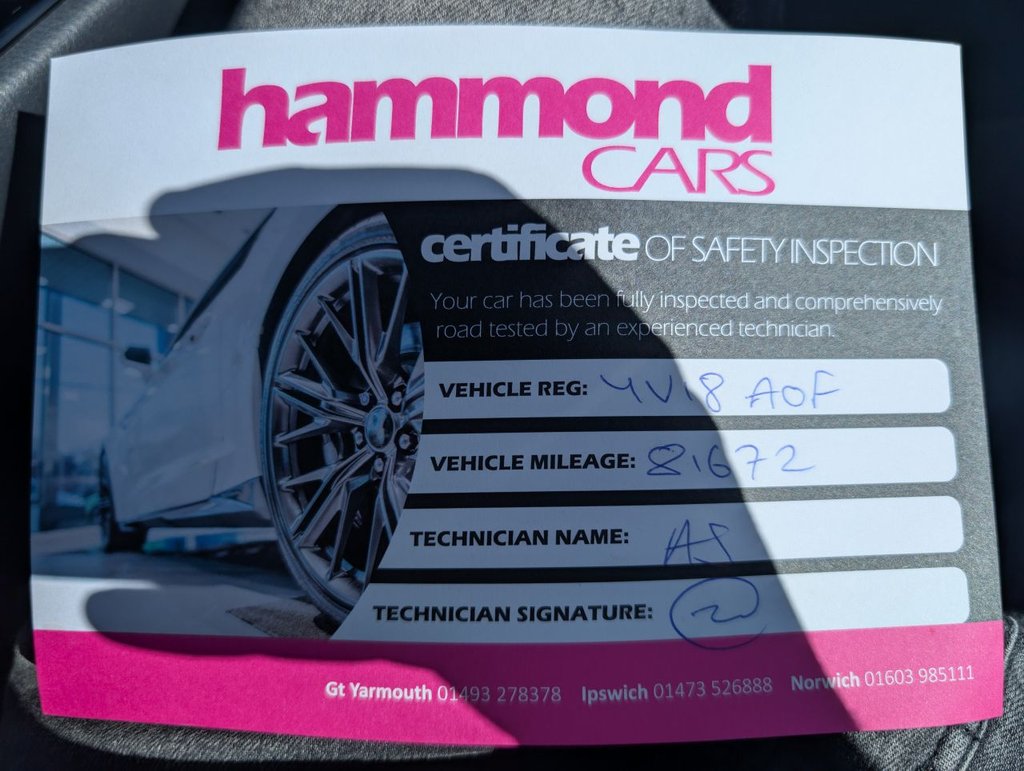 hammond
CARS
certificate OF SAFETY INSPECTION
Your car has been fully inspected and comprehensively
road tested by an experienced technician.
VEHICLE REG: YV18 AOF
VEHICLE MILEAGE: 81672
TECHNICIAN NAME: AS
TECHNICIAN SIGNATURE:
Gt Yarmouth 01493 278378 Ipswich 01473 526888 Norwich 01603 985111